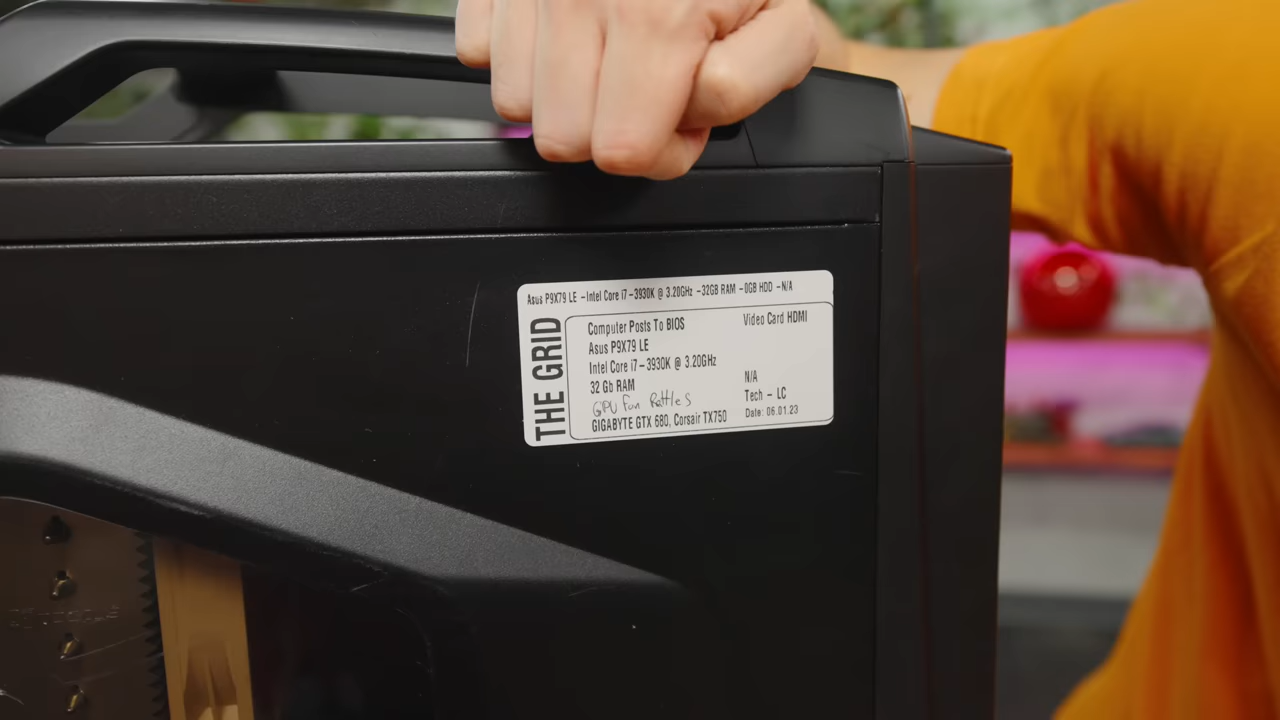 Asus P9X79 LE -Intel Core i7 -3930K @ 3.20GHz -32GB RAM -0GB HDD -N/A
THE GRID
Computer Posts To BIOS
Video Card HDMI
Asus P9X79 LE
Intel Core i7 -3930K @ 3.20GHz
N/A
32 Gb RAM
Tech - LC
GPU Fan Rattles
GIGABYTE GTX 680, Corsair TX750
Date: 06.01.23